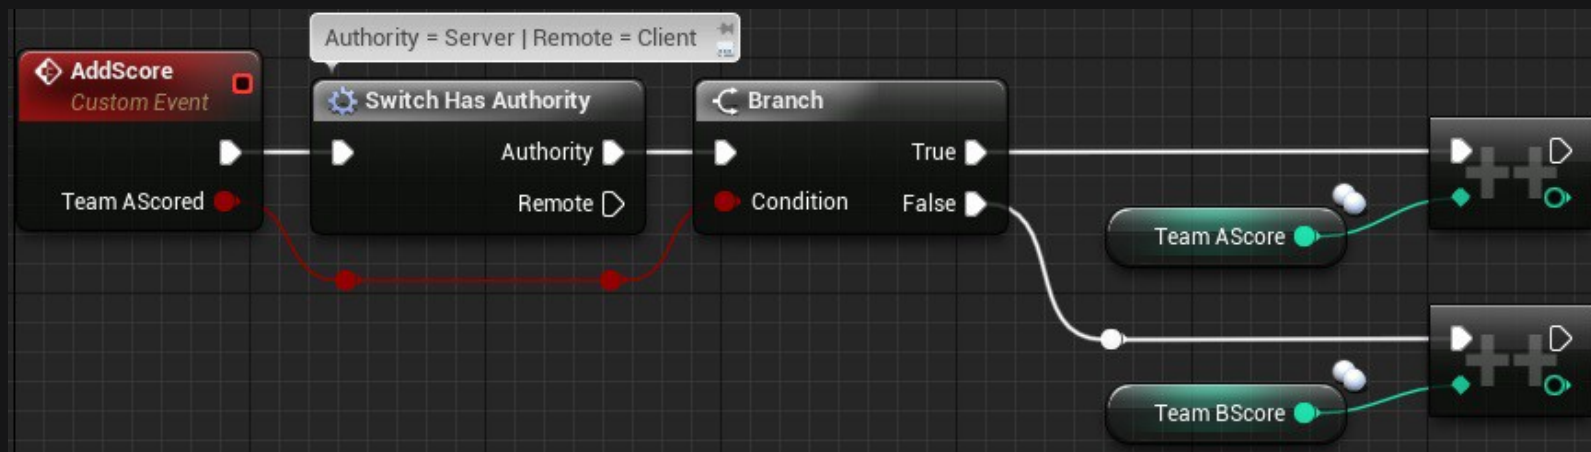 Authority = Server | Remote = Client
AddScore
Custom Event
Switch Has Authority
Branch
Authority
True
Team AScored
Remote
Condition
False
Team AScore
++
Team BScore
++